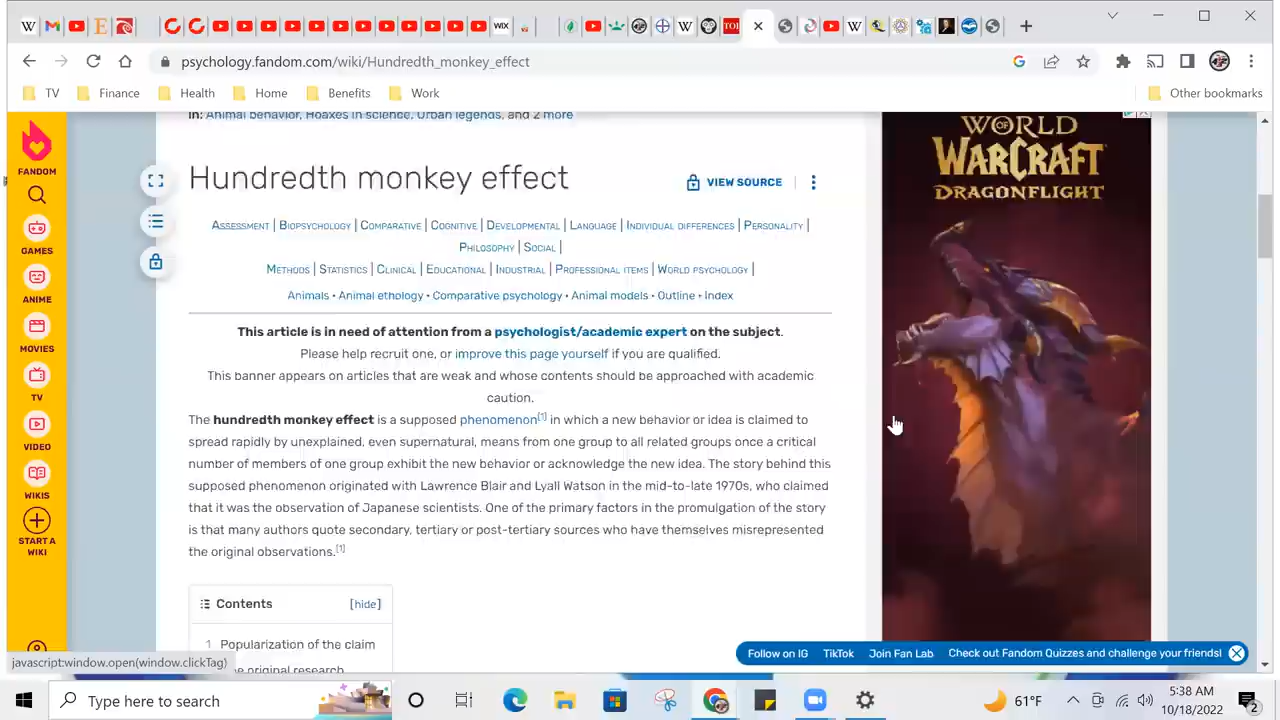 WIX
TOI
psychology.fandom.com/wiki/Hundredth_monkey_effect
TV
Finance
Health
Home
Benefits
Work
Other bookmarks
in: Animal behavior, Hoaxes in science, Urban legends, and 2 more
FANDOM
GAMES
ANIME
MOVIES
TV
VIDEO
WIKIS
START A
WIKI
Hundredth monkey effect
VIEW SOURCE
Assessment | Biopsychology | Comparative | Cognitive | Developmental | Language | Individual differences | Personality |
Philosophy | Social |
Methods | Statistics | Clinical | Educational | Industrial | Professional items | World psychology |
Animals · Animal ethology · Comparative psychology · Animal models · Outline · Index
This article is in need of attention from a psychologist/academic expert on the subject.
Please help recruit one, or improve this page yourself if you are qualified.
This banner appears on articles that are weak and whose contents should be approached with academic
caution.
The hundredth monkey effect is a supposed phenomenon[1] in which a new behavior or idea is claimed to
spread rapidly by unexplained, even supernatural, means from one group to all related groups once a critical
number of members of one group exhibit the new behavior or acknowledge the new idea. The story behind this
supposed phenomenon originated with Lawrence Blair and Lyall Watson in the mid-to-late 1970s, who claimed
that it was the observation of Japanese scientists. One of the primary factors in the promulgation of the story
is that many authors quote secondary, tertiary or post-tertiary sources who have themselves misrepresented
the original observations.[1]
Contents [hide]
1 Popularization of the claim
he original research
WORLD
OF
WARCRAFT
DRAGONFLIGHT
Follow on IG
TikTok
Join Fan Lab
Check out Fandom Quizzes and challenge your friends!
javascript:window.open(window.clickTag)
Type here to search
61°F
5:38 AM
10/18/2022
2